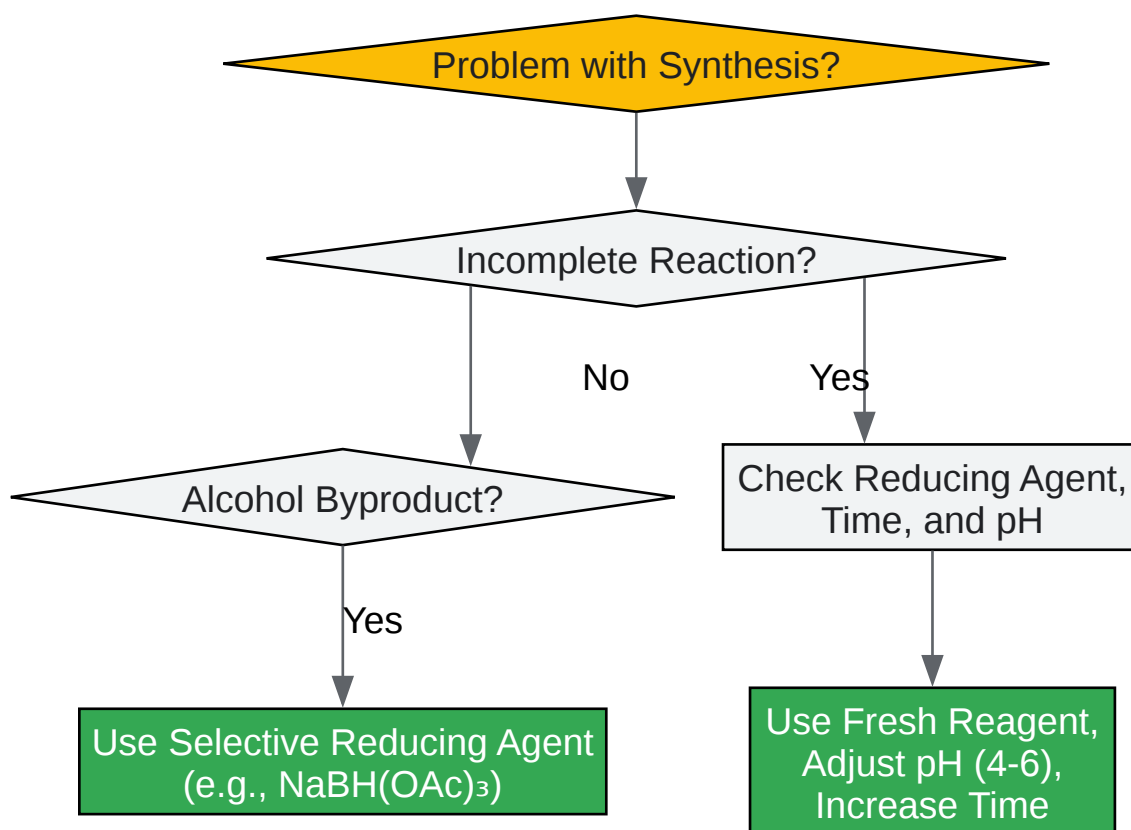 Problem with Synthesis?
Incomplete Reaction?
No
Yes
Alcohol Byproduct?
Check Reducing Agent,
Time, and pH
Yes
Use Selective Reducing Agent
(e.g., NaBH(OAc)₃)
Use Fresh Reagent,
Adjust pH (4-6),
Increase Time